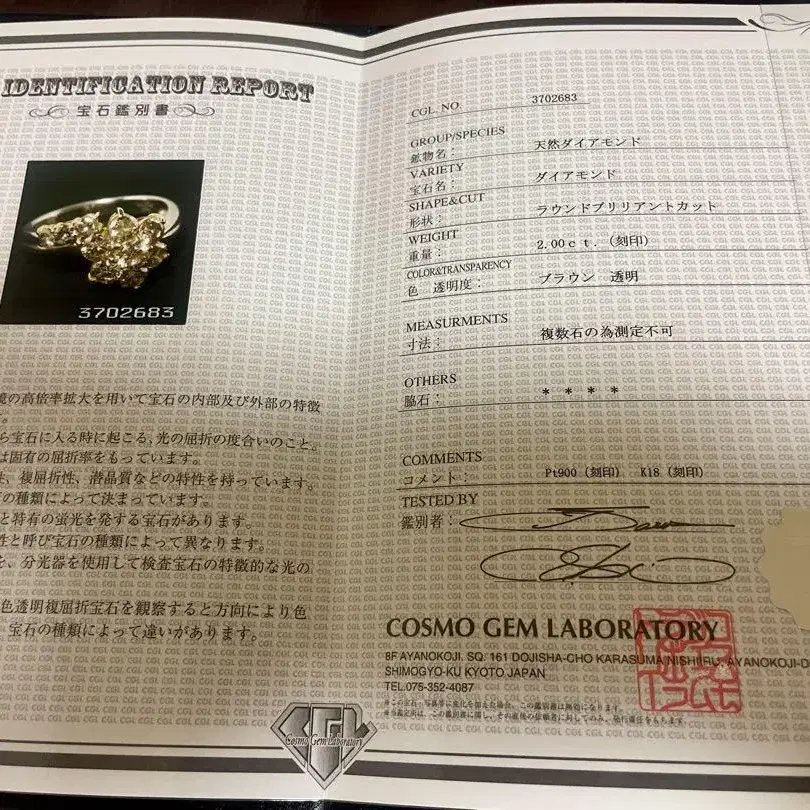 IDENTIFICATION REPORT
宝石鑑別書
3702683
鏡の高倍率拡大を用いて宝石の内部及び外部の特徴
ら宝石に入る時に起こる,光の屈折の度合いのこと。
は固有の屈折率をもっています。
性、複屈折性、潜晶質などの特性を持っています。
の種類によって決まっています。
と特有の蛍光を発する宝石があります。
性と呼び宝石の種類によって異なります。
を、分光器を使用して検査宝石の特徴的な光の
色透明複屈折宝石を観察すると方向により色
宝石の種類によって違いがあります。
CGL Cosmo Gem Laboratory
CGL.NO. 3702683
GROUP/SPECIES
鉱物名： 天然ダイアモンド
VARIETY
宝石名： ダイアモンド
SHAPE&CUT
形状： ラウンドブリリアントカット
WEIGHT
重量： 2.00ct.(刻印)
COLOR&TRANSPARENCY
色 透明度： ブラウン 透明
MEASURMENTS
寸法： 複数石の為測定不可
OTHERS
脇石： ＊ ＊ ＊ ＊
COMMENTS
コメント： Pt900(刻印) K18(刻印)
TESTED BY
鑑別者：
COSMO GEM LABORATORY
8F AYANOKOJI. SQ. 161 DOJISHA-CHO KARASUMA NISHIIRU, AYANOKOJI-D
SHIMOGYO-KU KYOTO JAPAN
TEL.075-352-4087